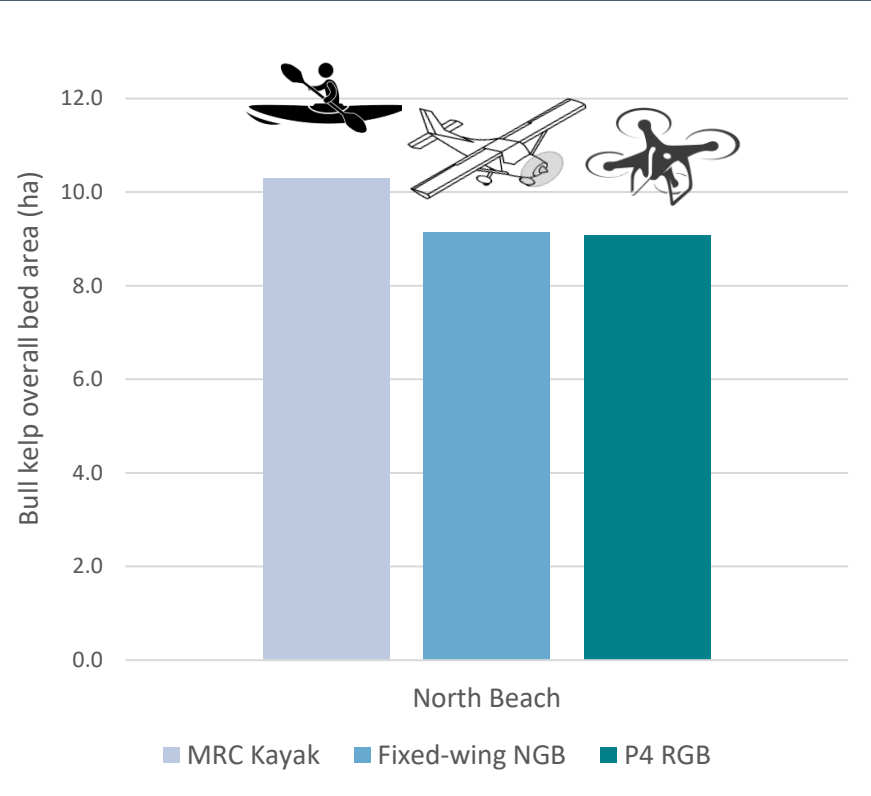 12.0
10.0
8.0
6.0
4.0
2.0
0.0
Bull kelp overall bed area (ha)
North Beach
MRC Kayak Fixed-wing NGB P4 RGB